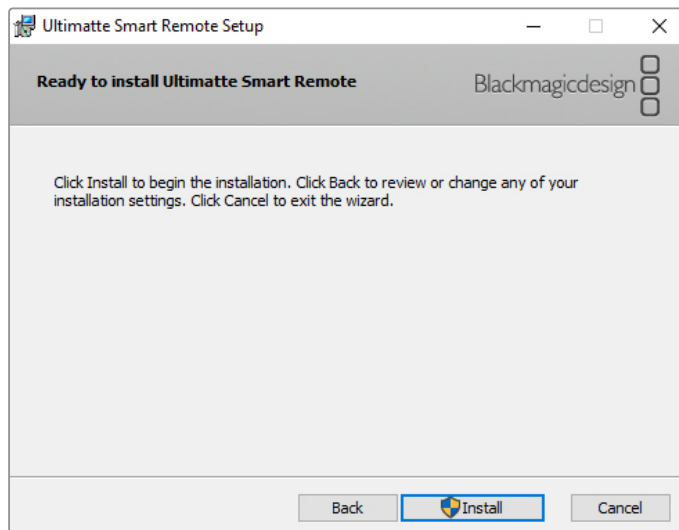 Ultimatte Smart Remote Setup
Ready to install Ultimatte Smart Remote
Blackmagicdesign
Click Install to begin the installation. Click Back to review or change any of your
installation settings. Click Cancel to exit the wizard.
Back
Install
Cancel